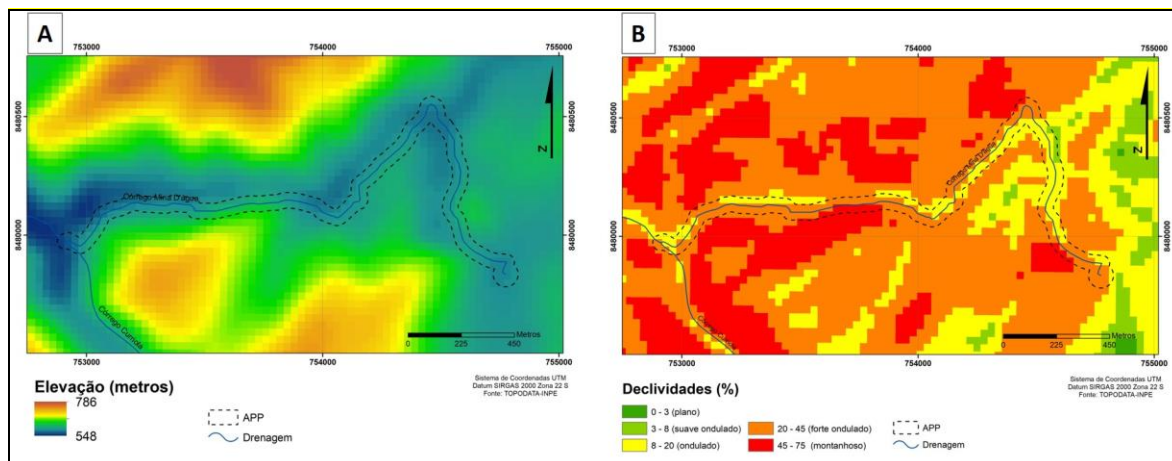 A
753000
754000
755000
8480500
8480000
Z
Córrego Mina D'água
Córrego Curriola
Metros
0 225 450
Elevação (metros)
786
548
APP
Drenagem
Sistema de Coordenadas UTM
Datum SIRGAS 2000 Zona 22 S
Fonte: TOPODATA-INPE
B
753000
754000
755000
8480500
8480000
Z
Metros
0 225 450
Declividades (%)
0 - 3 (plano)
3 - 8 (suave ondulado)
8 - 20 (ondulado)
20 - 45 (forte ondulado)
45 - 75 (montanhoso)
APP
Drenagem
Sistema de Coordenadas UTM
Datum SIRGAS 2000 Zona 22 S
Fonte: TOPODATA-INPE